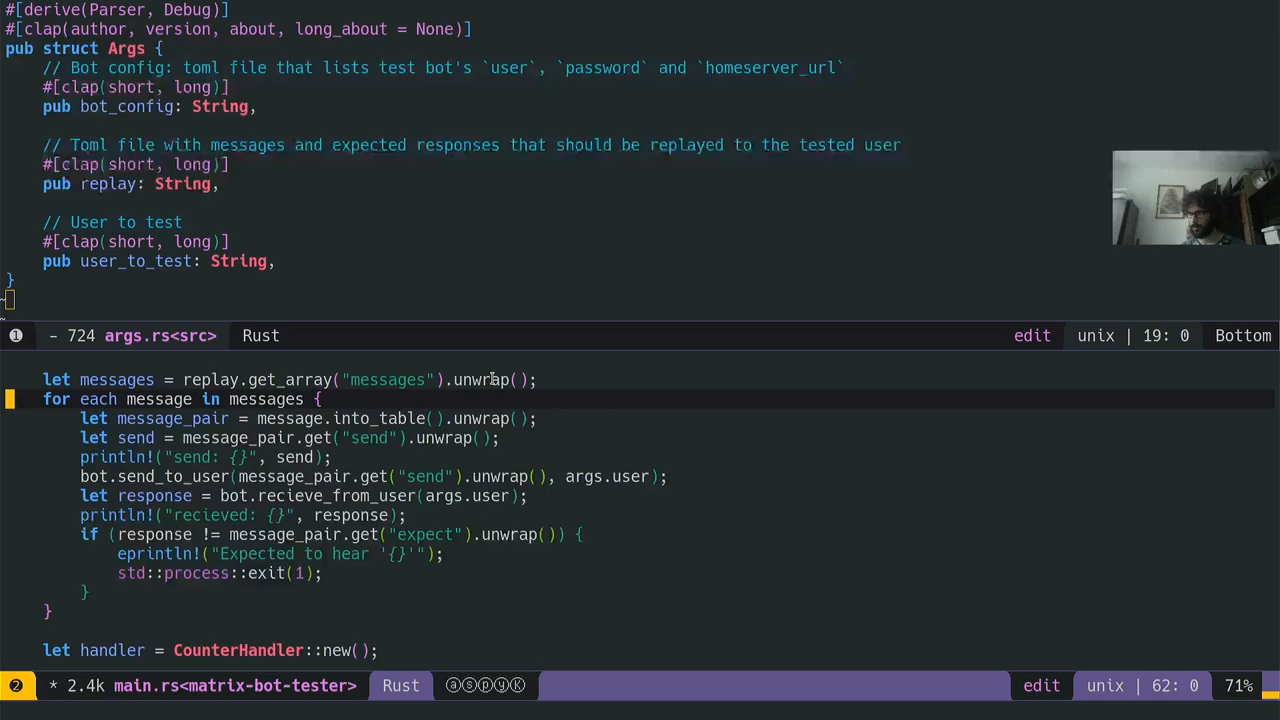 #[derive(Parser, Debug)]
#[clap(author, version, about, long_about = None)]
pub struct Args {
    // Bot config: toml file that lists test bot's `user`, `password` and `homeserver_url`
    #[clap(short, long)]
    pub bot_config: String,
    // Toml file with messages and expected responses that should be replayed to the tested user
    #[clap(short, long)]
    pub replay: String,
    // User to test
    #[clap(short, long)]
    pub user_to_test: String,
}
~
~
❶ - 724 args.rs<src> Rust edit unix | 19: 0 Bottom
    let messages = replay.get_array("messages").unwrap();
    for each message in messages {
        let message_pair = message.into_table().unwrap();
        let send = message_pair.get("send").unwrap();
        println!("send: {}", send);
        bot.send_to_user(message_pair.get("send").unwrap(), args.user);
        let response = bot.recieve_from_user(args.user);
        println!("recieved: {}", response);
        if (response != message_pair.get("expect").unwrap()) {
            eprintln!("Expected to hear '{}'");
            std::process::exit(1);
        }
    }
    let handler = CounterHandler::new();
❷ * 2.4k main.rs<matrix-bot-tester> Rust ⓐⓢⓟⓨⓀ edit unix | 62: 0 71%